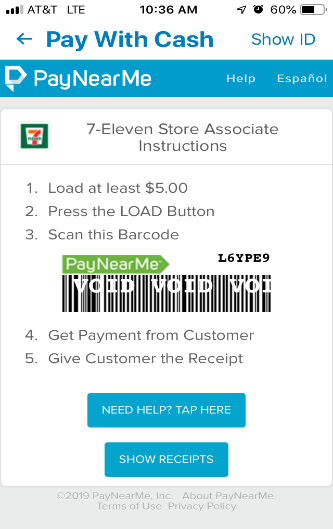 AT&T LTE 10:36 AM 60%
← Pay With Cash Show ID
PayNearMe Help Español
7-Eleven Store Associate
Instructions
1. Load at least $5.00
2. Press the LOAD Button
3. Scan this Barcode
PayNearMe L6YPE9
VOID VOID VOI
4. Get Payment from Customer
5. Give Customer the Receipt
NEED HELP? TAP HERE
SHOW RECEIPTS
©2019 PayNearMe, Inc. About PayNearMe
Terms of Use Privacy Policy